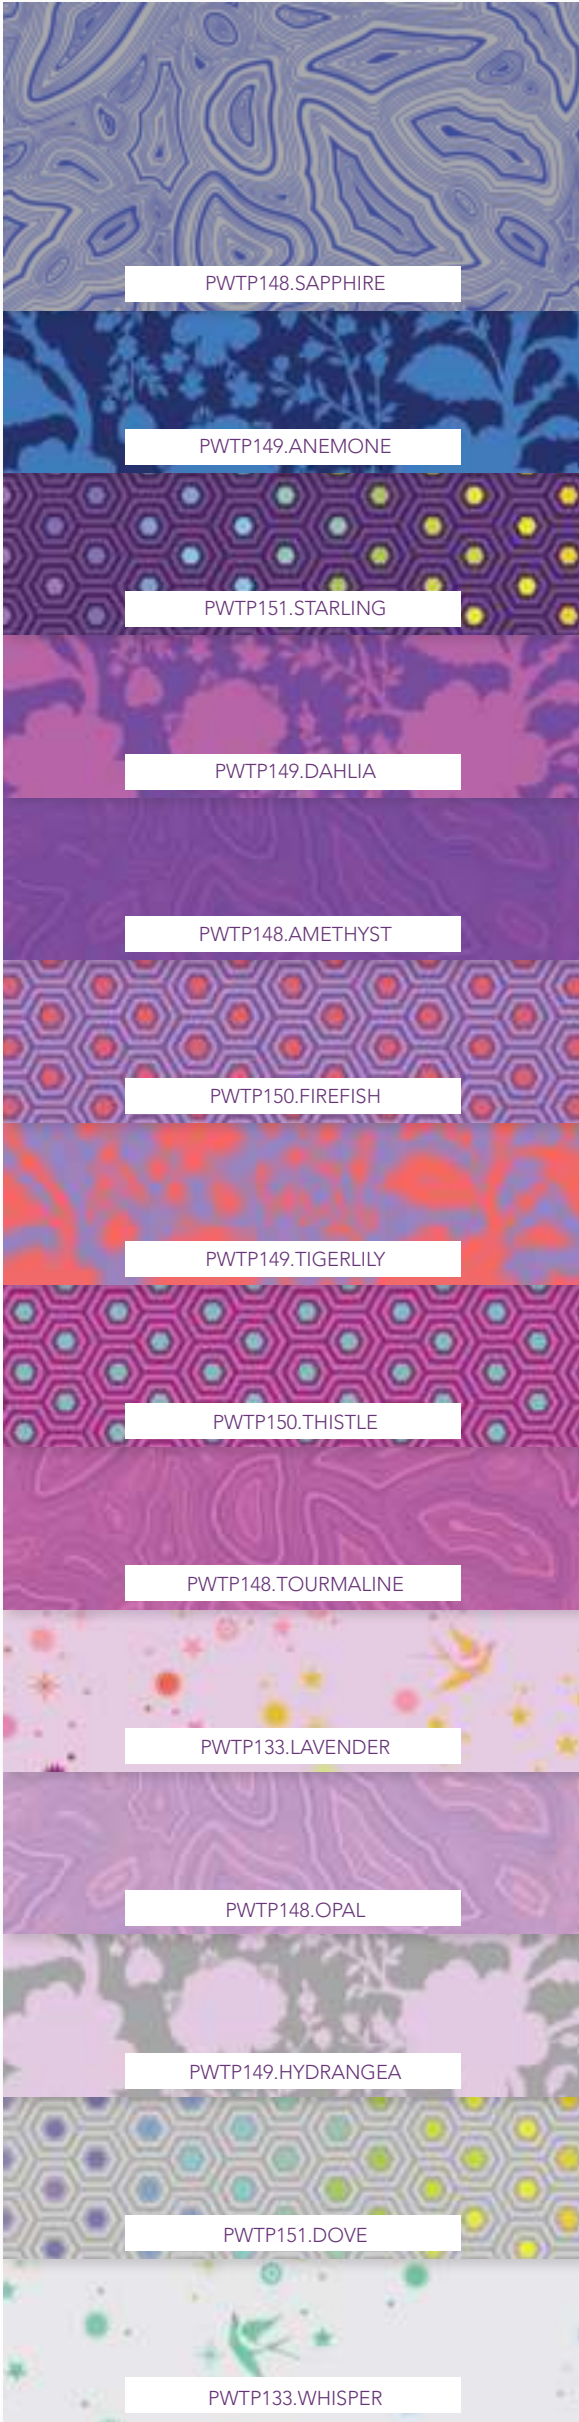 PWTP148.SAPPHIRE
PWTP149.ANEMONE
PWTP151.STARLING
PWTP149.DAHLIA
PWTP148.AMETHYST
PWTP150.FIREFISH
PWTP149.TIGERLILY
PWTP150.THISTLE
PWTP148.TOURMALINE
PWTP133.LAVENDER
PWTP148.OPAL
PWTP149.HYDRANGEA
PWTP151.DOVE
PWTP133.WHISPER